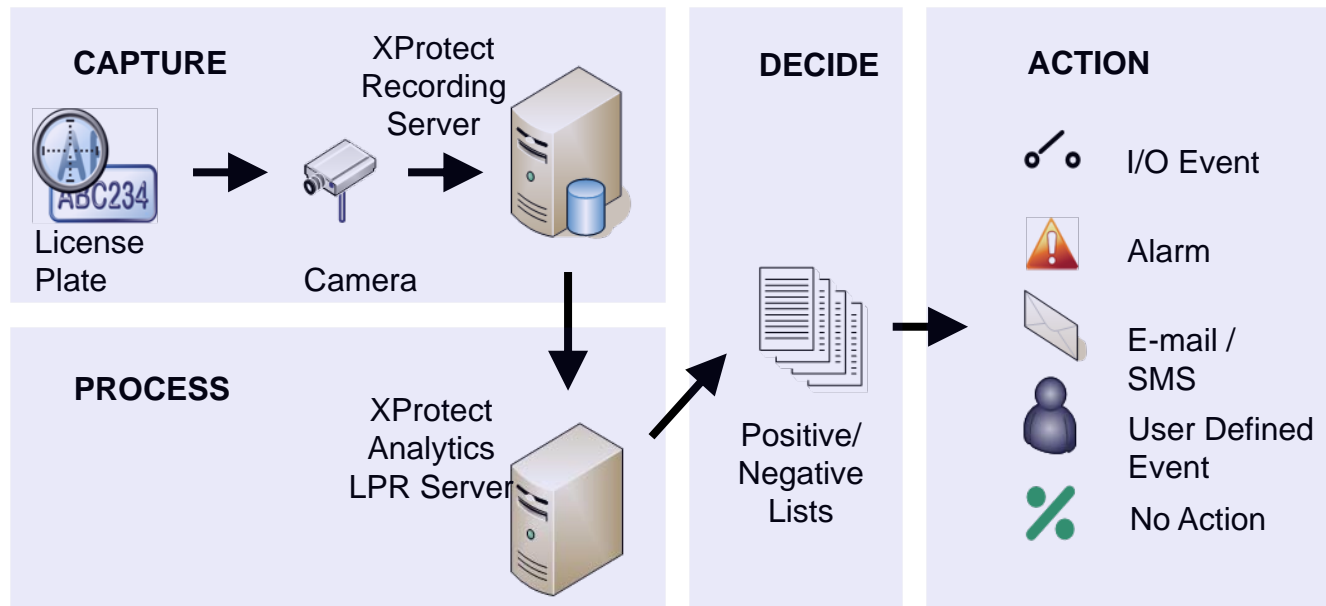 CAPTURE
XProtect
Recording
Server
ABC234
License
Plate
Camera
PROCESS
XProtect
Analytics
LPR Server
DECIDE
Positive/
Negative
Lists
ACTION
I/O Event
Alarm
E-mail /
SMS
User Defined
Event
No Action